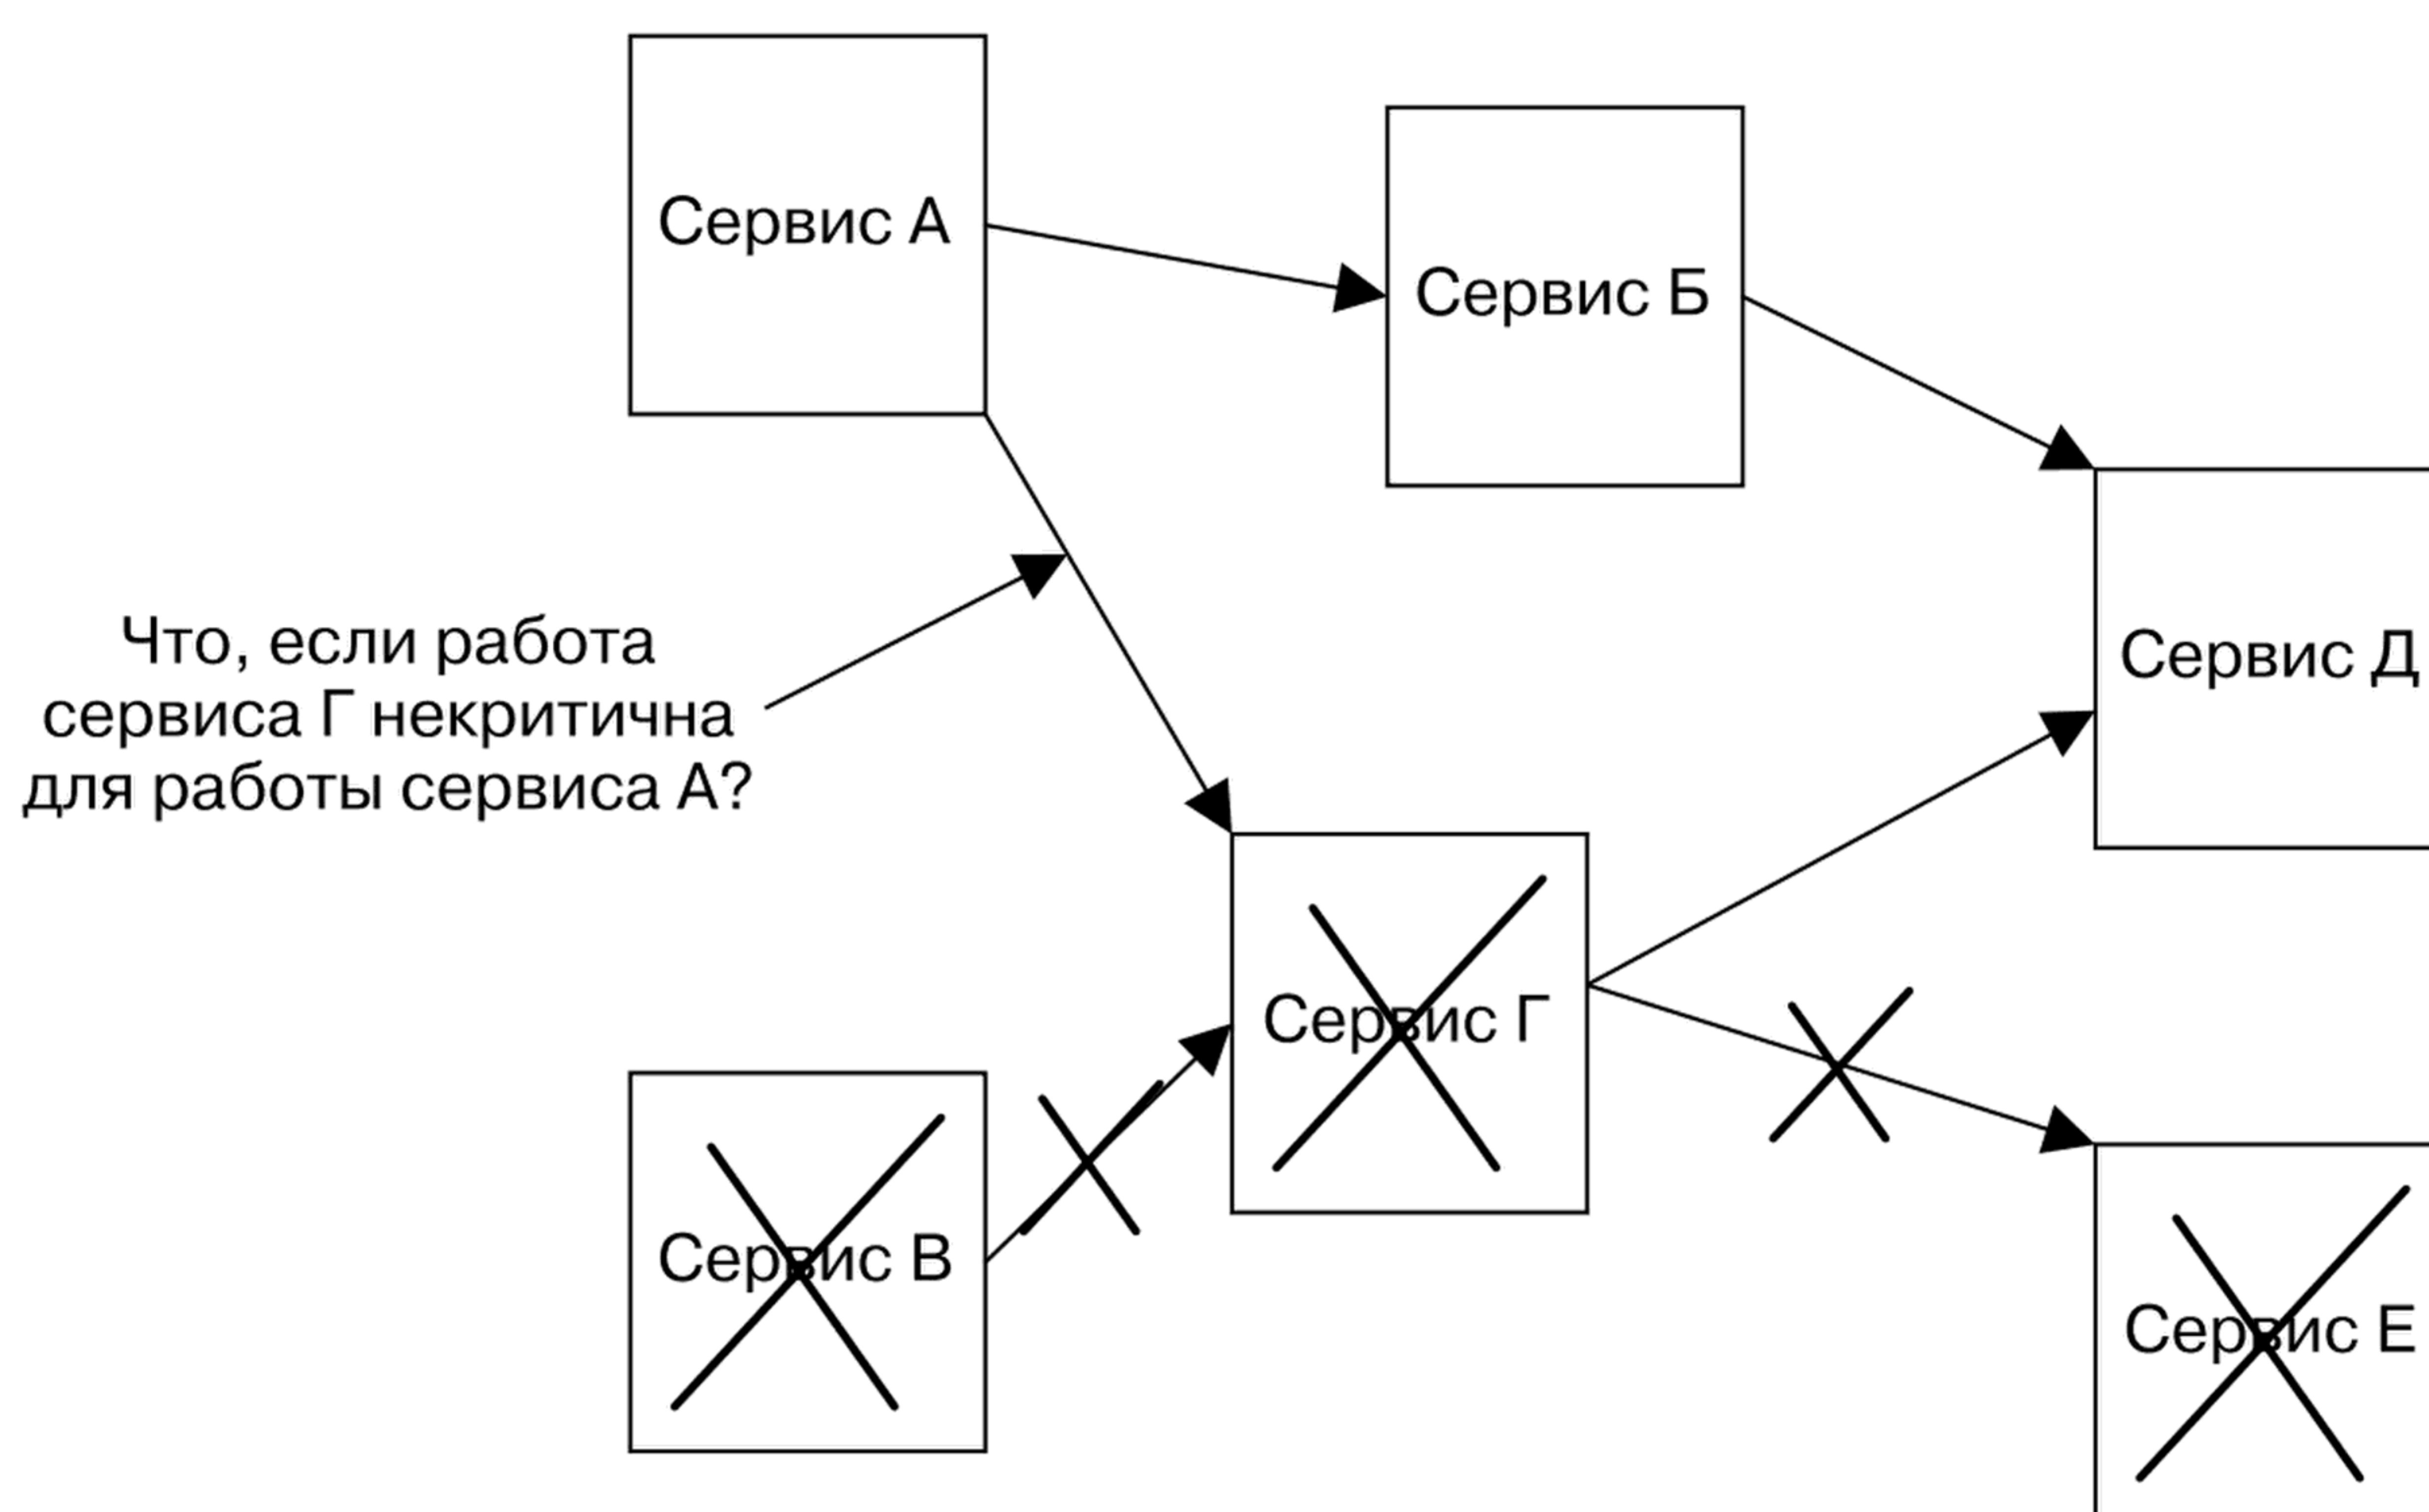 Сервис А
Сервис Б
Что, если работа
сервиса Г некритична
для работы сервиса А?
Сервис Д
Сервис Г
Сервис В
Сервис Е